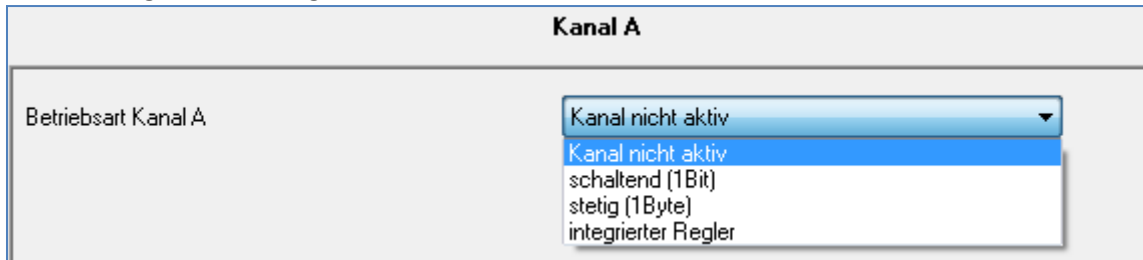 Kanal A
Betriebsart Kanal A
Kanal nicht aktiv
Kanal nicht aktiv
schaltend (1Bit)
stetig (1Byte)
integrierter Regler